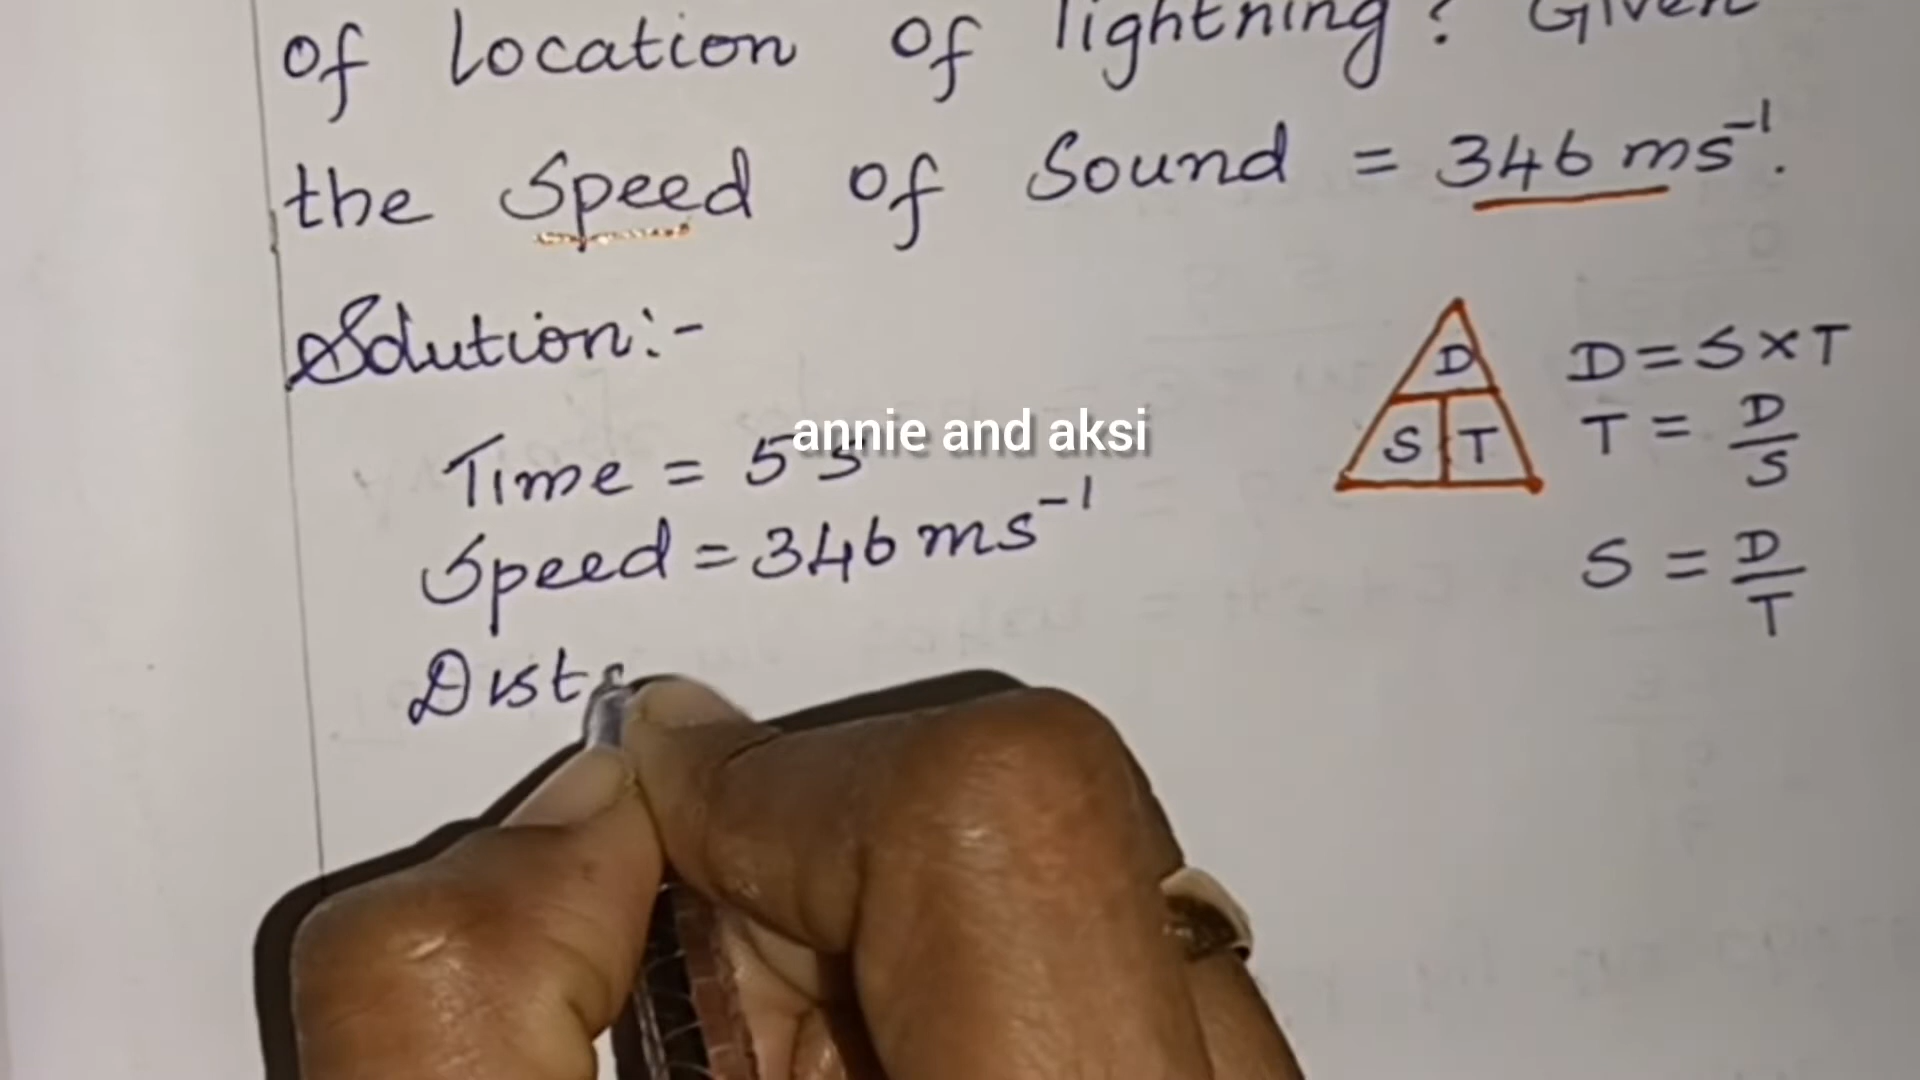 of location of lightning? Given
the Speed of Sound = 346 ms⁻¹.
Solution:-
D
S T
D = S × T
T = D/S
S = D/T
annie and aksi
Time = 5 s
Speed = 346 ms⁻¹
Dista